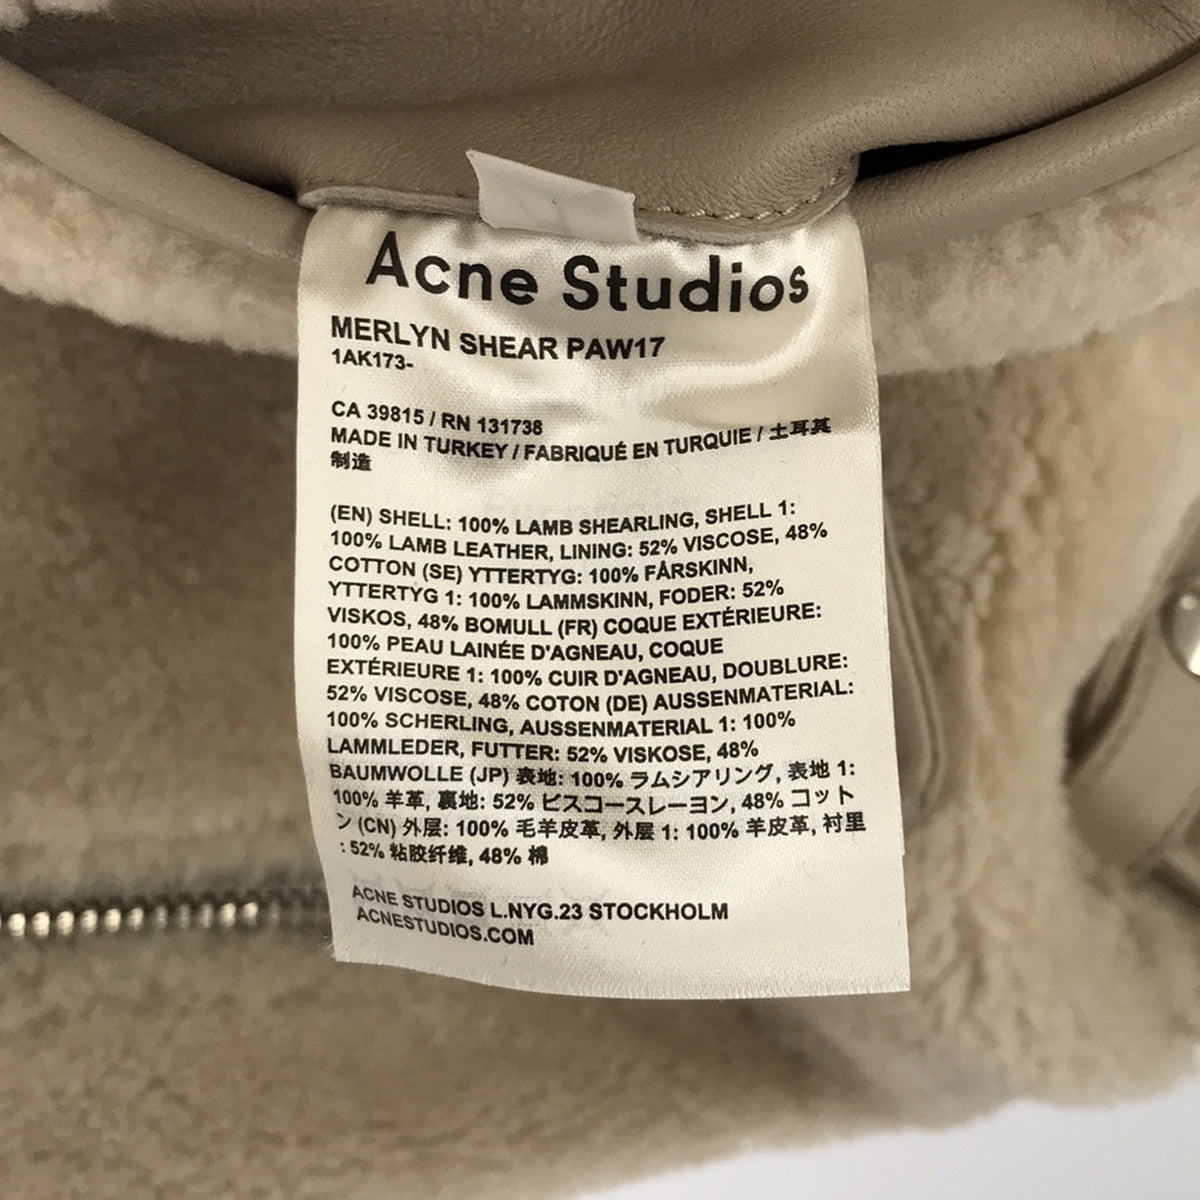 Acne Studios
MERLYN SHEAR PAW17
1AK173-
CA 39815 / RN 131738
MADE IN TURKEY / FABRIQUÉ EN TURQUIE / 土耳其
制造
(EN) SHELL: 100% LAMB SHEARLING, SHELL 1:
100% LAMB LEATHER, LINING: 52% VISCOSE, 48%
COTTON (SE) YTTERTYG: 100% FÅRSKINN,
YTTERTYG 1: 100% LAMMSKINN, FODER: 52%
VISKOS, 48% BOMULL (FR) COQUE EXTÉRIEURE:
100% PEAU LAINÉE D'AGNEAU, COQUE
EXTÉRIEURE 1: 100% CUIR D'AGNEAU, DOUBLURE:
52% VISCOSE, 48% COTON (DE) AUSSENMATERIAL:
100% SCHERLING, AUSSENMATERIAL 1: 100%
LAMMLEDER, FUTTER: 52% VISKOSE, 48%
BAUMWOLLE (JP) 表地: 100% ラムシアリング, 表地 1:
100% 羊革, 裏地: 52% ビスコースレーヨン, 48% コット
ン (CN) 外层: 100% 毛羊皮革, 外层 1: 100% 羊皮革, 衬里
: 52% 粘胶纤维, 48% 棉
ACNE STUDIOS L.NYG.23 STOCKHOLM
ACNESTUDIOS.COM